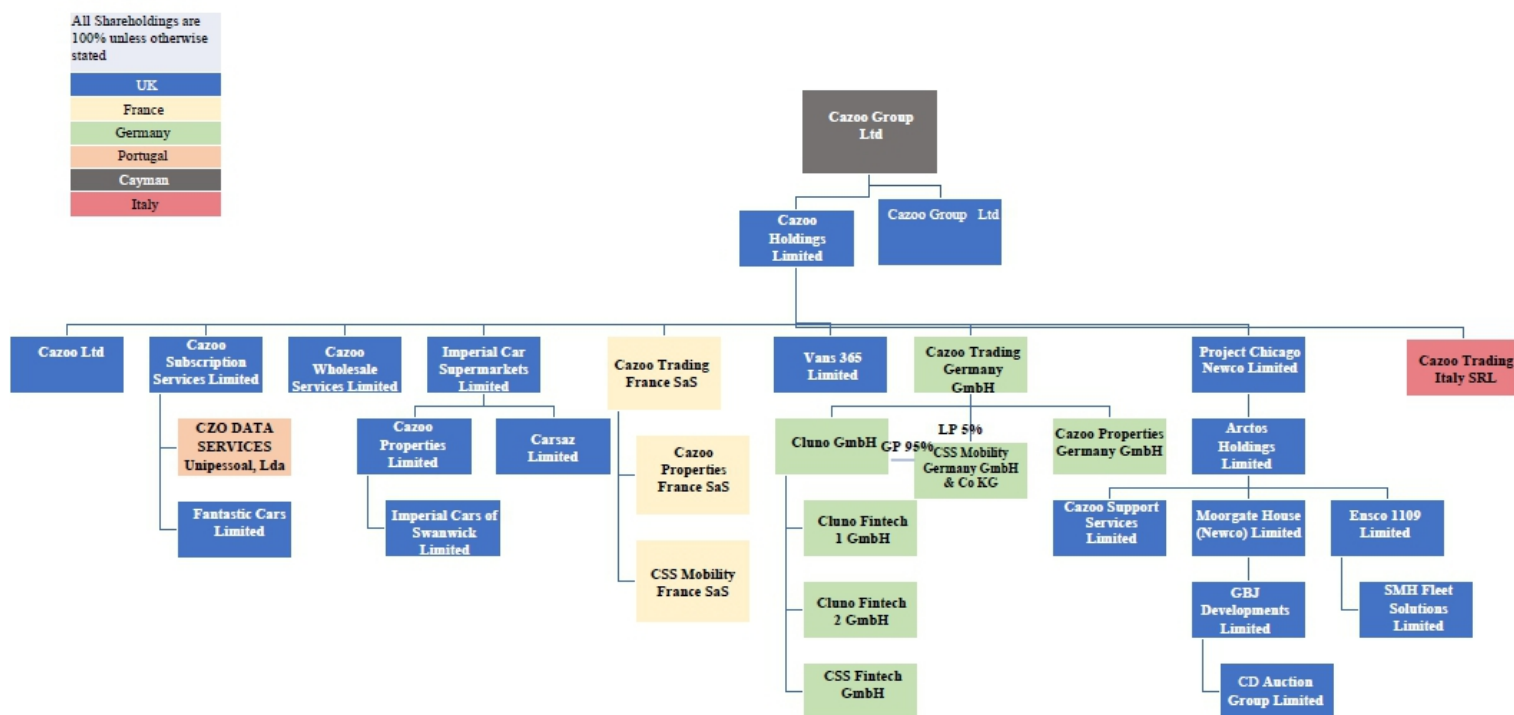 All Shareholdings are
100% unless otherwise
stated
UK
France
Germany
Portugal
Cayman
Italy
Cazoo Group
Ltd
Cazoo
Holdings
Limited
Cazoo Group Ltd
Cazoo Ltd
Cazoo
Subscription
Services Limited
Cazoo
Wholesale
Services Limited
Imperial Car
Supermarkets
Limited
Cazoo Trading
France SaS
Vans 365
Limited
Cazoo Trading
Germany
GmbH
Project Chicago
Newco Limited
Cazoo Trading
Italy SRL
CZO DATA
SERVICES
Unipessoal, Lda
Fantastic Cars
Limited
Cazoo
Properties
Limited
Carsaz
Limited
Imperial Cars of
Swanwick
Limited
Cazoo
Properties
France SaS
CSS Mobility
France SaS
Cluno GmbH
GP 95%
LP 5%
CSS Mobility
Germany GmbH
& Co KG
Cazoo Properties
Germany GmbH
Cluno Fintech
1 GmbH
Cluno Fintech
2 GmbH
CSS Fintech
GmbH
Arctos
Holdings
Limited
Cazoo Support
Services
Limited
Moorgate House
(Newco) Limited
Ensco 1109
Limited
GBJ
Developments
Limited
SMH Fleet
Solutions
Limited
CD Auction
Group Limited